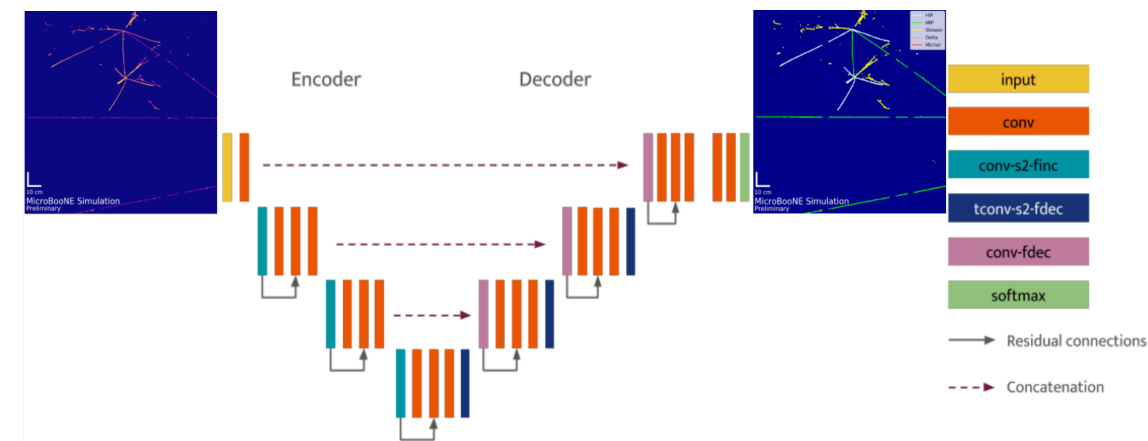 HIP
MIP
Shower
Delta
Michel
Encoder
Decoder
input
conv
conv-s2-finc
tconv-s2-fdec
conv-fdec
softmax
Residual connections
Concatenation
10 cm
MicroBooNE Simulation
Preliminary
10 cm
MicroBooNE Simulation
Preliminary